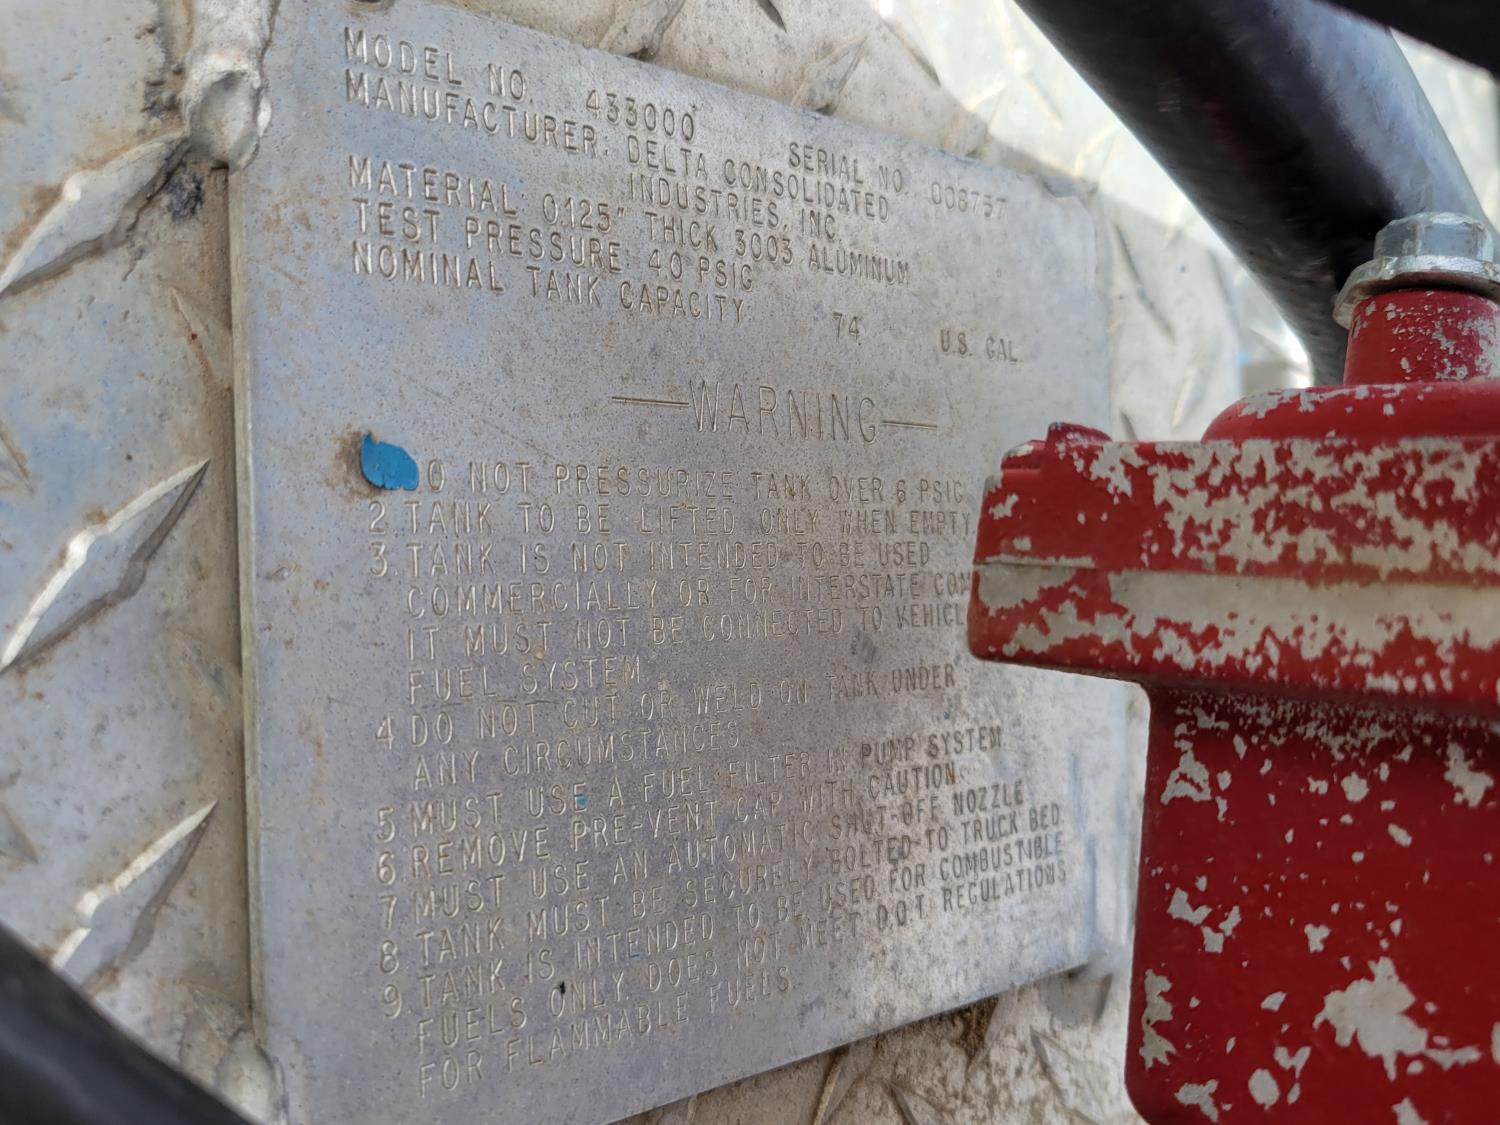 MODEL NO. 433000 SERIAL NO. 008757
MANUFACTURER: DELTA CONSOLIDATED
INDUSTRIES, INC.
MATERIAL: 0.125" THICK 3003 ALUMINUM
TEST PRESSURE: 40 PSIG
NOMINAL TANK CAPACITY 74 U.S. GAL.
WARNING
O NOT PRESSURIZE TANK OVER 6 PSIG.
2. TANK TO BE LIFTED ONLY WHEN EMPTY
3. TANK IS NOT INTENDED TO BE USED
COMMERCIALLY OR FOR INTERSTATE COM
IT MUST NOT BE CONNECTED TO VEHICL
FUEL SYSTEM.
4 DO NOT CUT OR WELD ON TANK UNDER
ANY CIRCUMSTANCES
5 MUST USE A FUEL FILTER IN PUMP SYSTEM.
6 REMOVE PRE-VENT CAP WITH CAUTION.
7. MUST USE AN AUTOMATIC SHUT-OFF NOZZLE
8 TANK MUST BE SECURELY BOLTED TO TRUCK BED.
9. TANK IS INTENDED TO BE USED FOR COMBUSTIBLE
FUELS ONLY. DOES NOT MEET D.O.T. REGULATIONS
FOR FLAMMABLE FUELS.